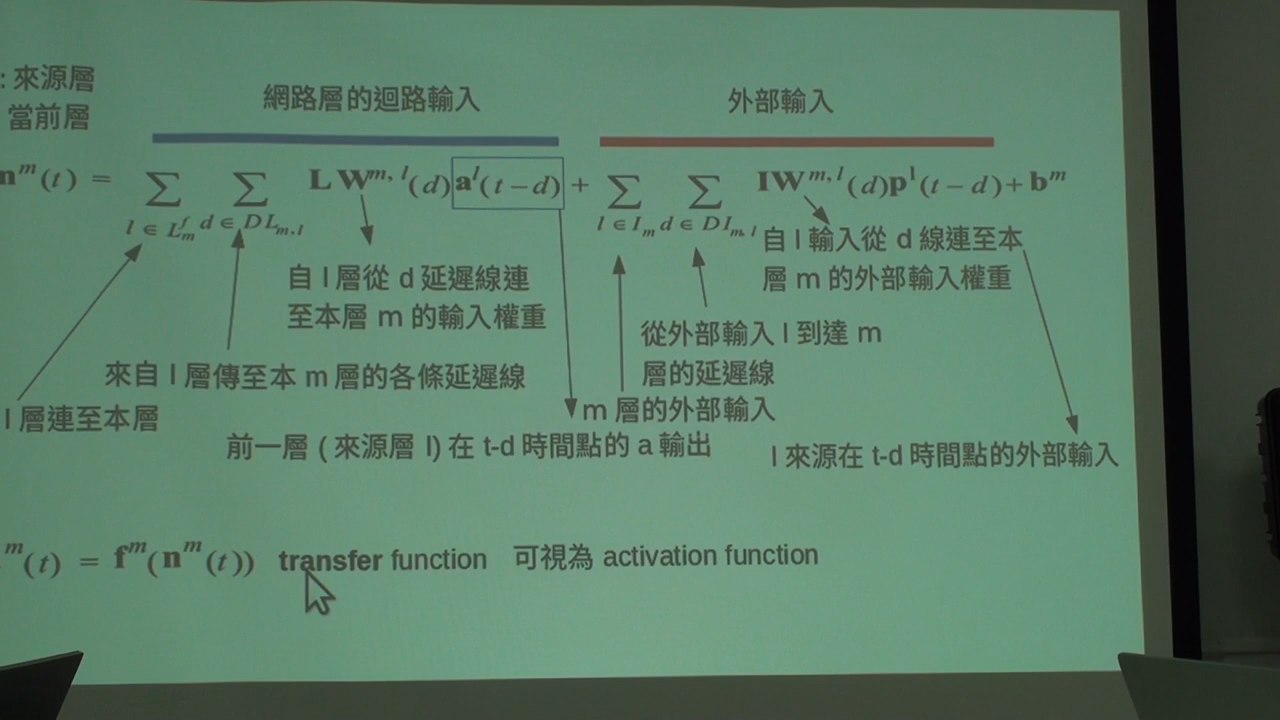 : 來源層
當前層
網路層的迴路輸入
外部輸入
n^m(t) = ∑_{l ∈ L^f_m} ∑_{d ∈ DL_{m,l}} LW^{m,l}(d)a^l(t−d) + ∑_{l ∈ I_m} ∑_{d ∈ DI_{m,l}} IW^{m,l}(d)p^l(t−d)+b^m
自 l 層從 d 延遲線連
至本層 m 的輸入權重
自 l 輸入從 d 線連至本
層 m 的外部輸入權重
從外部輸入 l 到達 m
層的延遲線
來自 l 層傳至本 m 層的各條延遲線
l 層連至本層
m 層的外部輸入
前一層 ( 來源層 l) 在 t-d 時間點的 a 輸出
l 來源在 t-d 時間點的外部輸入
^m(t) = f^m(n^m(t)) transfer function 可視為 activation function